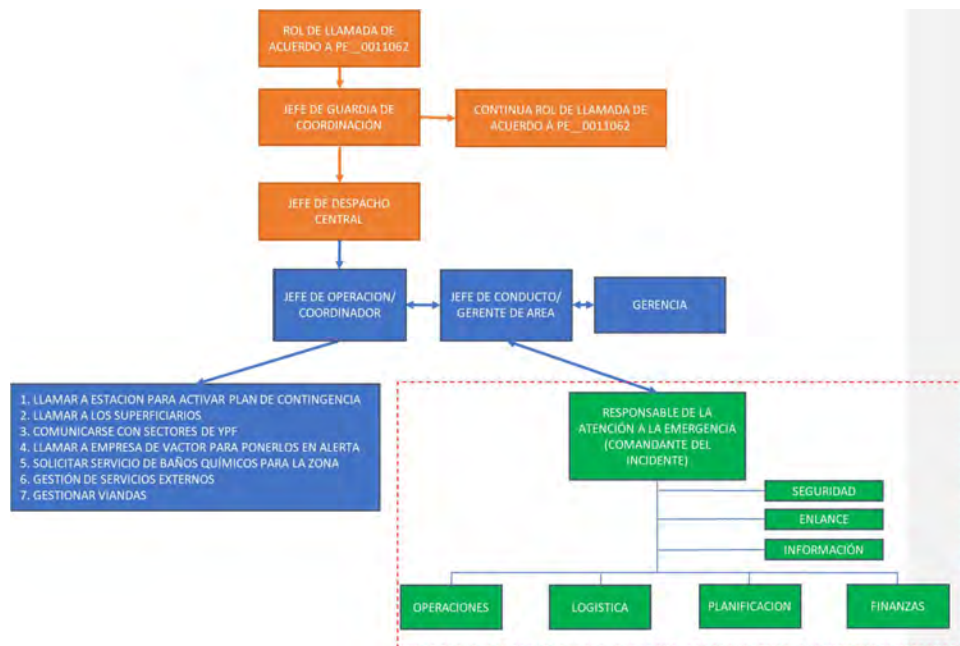 ROL DE LLAMADA DE
ACUERDO A PE__0011062
JEFE DE GUARDIA DE
COORDINACIÓN
CONTINUA ROL DE LLAMADA DE
ACUERDO A PE__0011062
JEFE DE DESPACHO
CENTRAL
JEFE DE OPERACION/
COORDINADOR
JEFE DE CONDUCTO/
GERENTE DE AREA
GERENCIA
1. LLAMAR A ESTACION PARA ACTIVAR PLAN DE CONTINGENCIA
2. LLAMAR A LOS SUPERFICIARIOS
3. COMUNICARSE CON SECTORES DE YPF
4. LLAMAR A EMPRESA DE VACTOR PARA PONERLOS EN ALERTA
5. SOLICITAR SERVICIO DE BAÑOS QUÍMICOS PARA LA ZONA
6. GESTIÓN DE SERVICIOS EXTERNOS
7. GESTIONAR VIANDAS
RESPONSABLE DE LA
ATENCIÓN A LA EMERGENCIA
(COMANDANTE DEL
INCIDENTE)
SEGURIDAD
ENLANCE
INFORMACIÓN
OPERACIONES
LOGISTICA
PLANIFICACION
FINANZAS